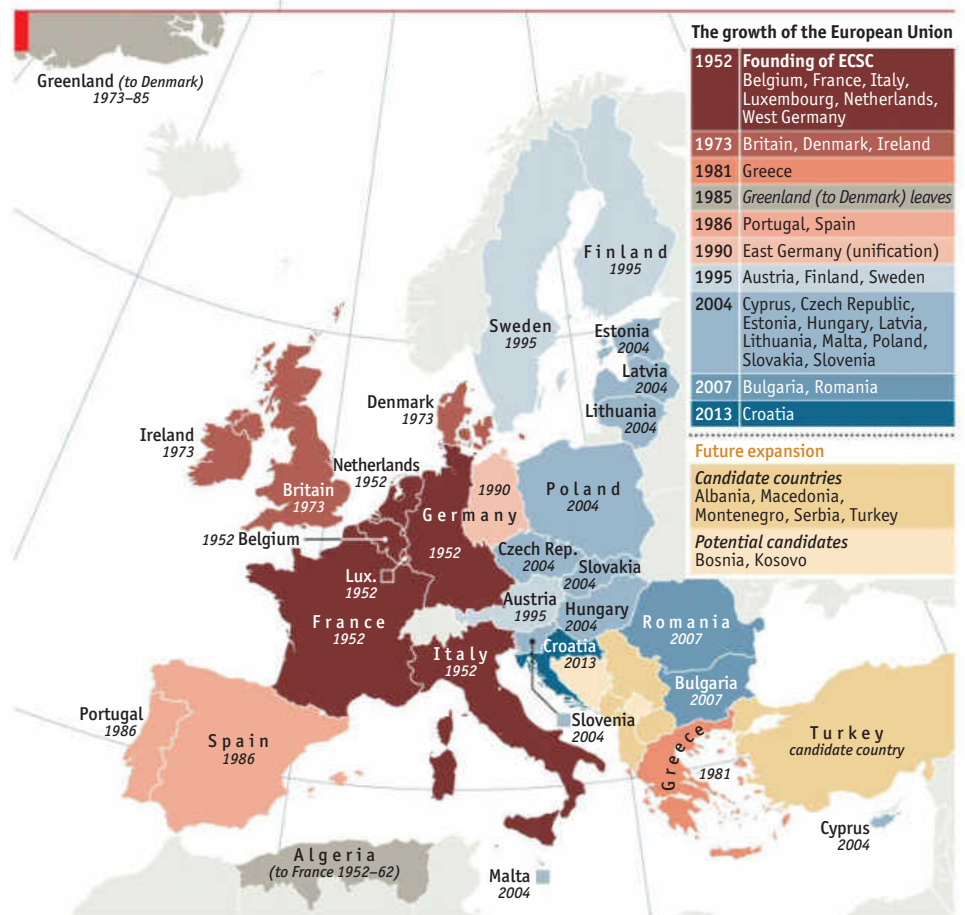 The growth of the European Union
1952 Founding of ECSC
Belgium, France, Italy,
Luxembourg, Netherlands,
West Germany
1973 Britain, Denmark, Ireland
1981 Greece
1985 Greenland (to Denmark) leaves
1986 Portugal, Spain
1990 East Germany (unification)
1995 Austria, Finland, Sweden
2004 Cyprus, Czech Republic,
Estonia, Hungary, Latvia,
Lithuania, Malta, Poland,
Slovakia, Slovenia
2007 Bulgaria, Romania
2013 Croatia
Future expansion
Candidate countries
Albania, Macedonia,
Montenegro, Serbia, Turkey
Potential candidates
Bosnia, Kosovo
Greenland (to Denmark)
1973–85
Finland
1995
Sweden
1995
Estonia
2004
Latvia
2004
Lithuania
2004
Denmark
1973
Ireland
1973
Britain
1973
Netherlands
1952
1952 Belgium
Lux.
1952
1990
Germany
1952
Poland
2004
Czech Rep.
2004
Slovakia
2004
Austria
1995
Hungary
2004
France
1952
Italy
1952
Croatia
2013
Slovenia
2004
Romania
2007
Bulgaria
2007
Portugal
1986
Spain
1986
Greece
1981
Turkey
candidate country
Cyprus
2004
Algeria
(to France 1952–62)
Malta
2004